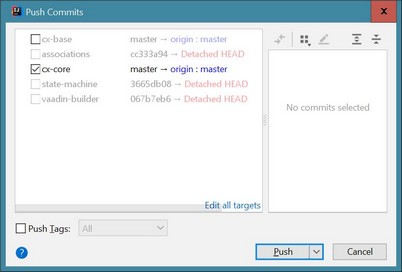 Push Commits
cx-base master → origin : master
associations cc333a94 → Detached HEAD
cx-core master → origin : master
state-machine 3665db08 → Detached HEAD
vaadin-builder 067b7eb6 → Detached HEAD
No commits selected
Edit all targets
Push Tags: All
? Push Cancel